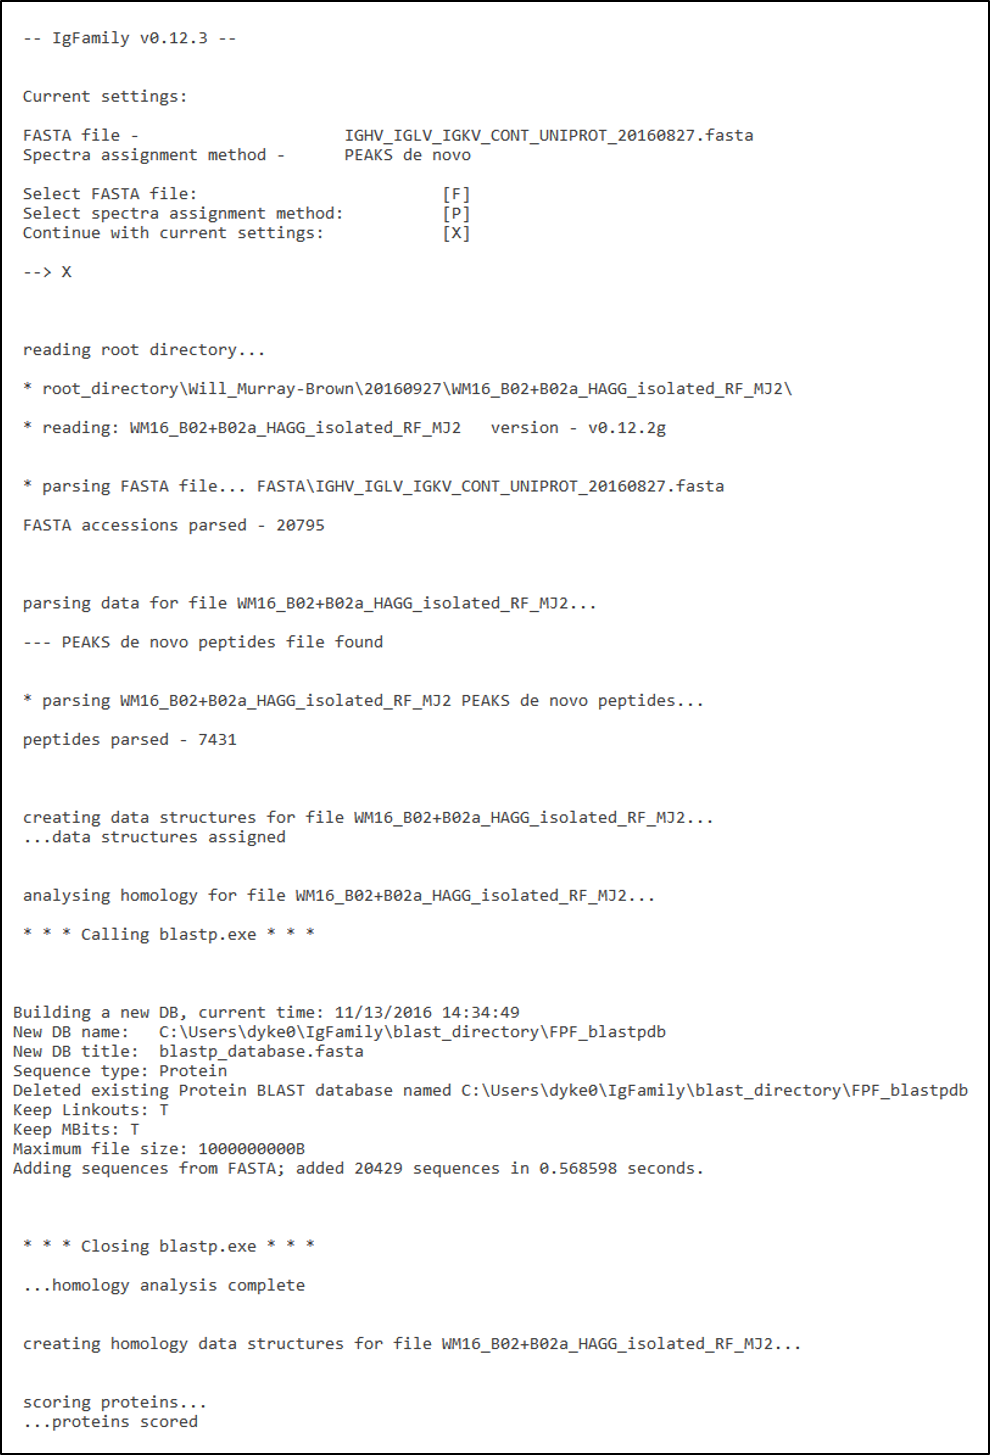 -- IgFamily v0.12.3 --
Current settings:
FASTA file - IGHV_IGLV_IGKV_CONT_UNIPROT_20160827.fasta
Spectra assignment method - PEAKS de novo
Select FASTA file: [F]
Select spectra assignment method: [P]
Continue with current settings: [X]
--> X
reading root directory...
* root_directory\Will_Murray-Brown\20160927\WM16_B02+B02a_HAGG_isolated_RF_MJ2\
* reading: WM16_B02+B02a_HAGG_isolated_RF_MJ2 version - v0.12.2g
* parsing FASTA file... FASTA\IGHV_IGLV_IGKV_CONT_UNIPROT_20160827.fasta
FASTA accessions parsed - 20795
parsing data for file WM16_B02+B02a_HAGG_isolated_RF_MJ2...
--- PEAKS de novo peptides file found
* parsing WM16_B02+B02a_HAGG_isolated_RF_MJ2 PEAKS de novo peptides...
peptides parsed - 7431
creating data structures for file WM16_B02+B02a_HAGG_isolated_RF_MJ2...
...data structures assigned
analysing homology for file WM16_B02+B02a_HAGG_isolated_RF_MJ2...
* * * Calling blastp.exe * * *
Building a new DB, current time: 11/13/2016 14:34:49
New DB name: C:\Users\dyke0\IgFamily\blast_directory\FPF_blastpdb
New DB title: blastp_database.fasta
Sequence type: Protein
Deleted existing Protein BLAST database named C:\Users\dyke0\IgFamily\blast_directory\FPF_blastpdb
Keep Linkouts: T
Keep MBits: T
Maximum file size: 1000000000B
Adding sequences from FASTA; added 20429 sequences in 0.568598 seconds.
* * * Closing blastp.exe * * *
...homology analysis complete
creating homology data structures for file WM16_B02+B02a_HAGG_isolated_RF_MJ2...
scoring proteins...
...proteins scored